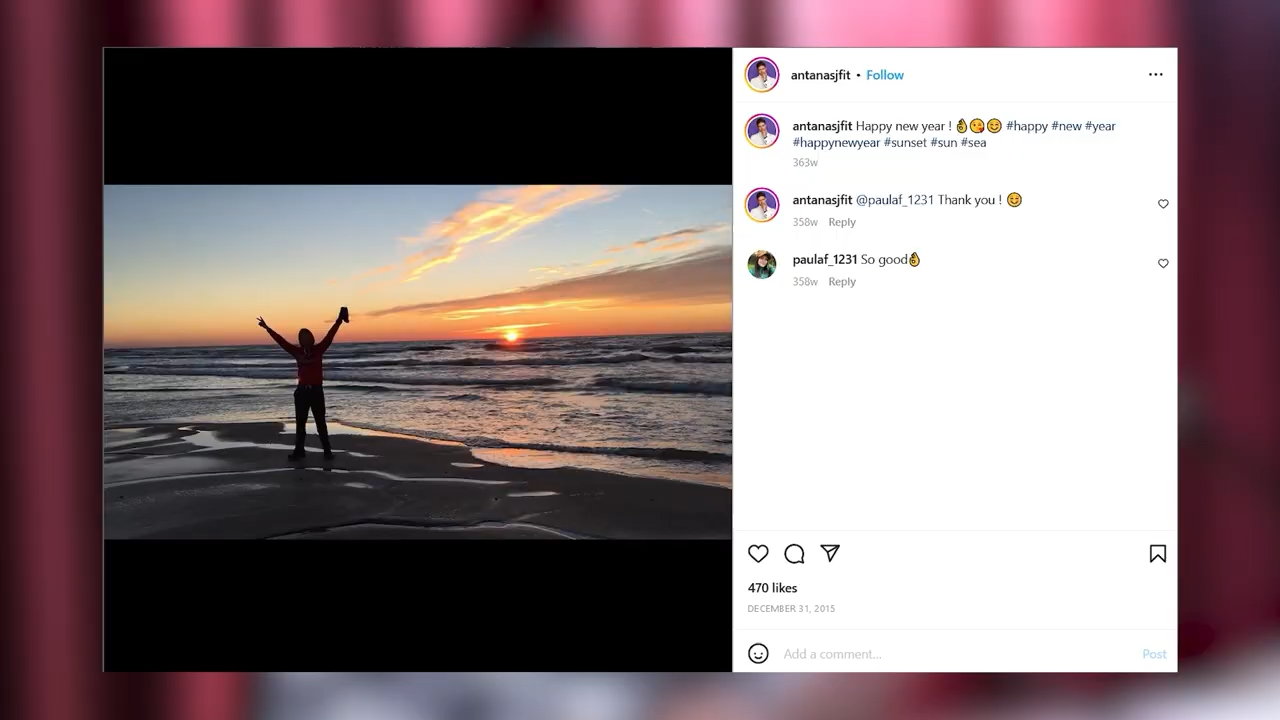 antanasjfit • Follow
antanasjfit Happy new year ! 👌😘😊 #happy #new #year
#happynewyear #sunset #sun #sea
363w
antanasjfit @paulaf_1231 Thank you ! 😊
358w Reply
paulaf_1231 So good👌
358w Reply
470 likes
DECEMBER 31, 2015
Add a comment...
Post